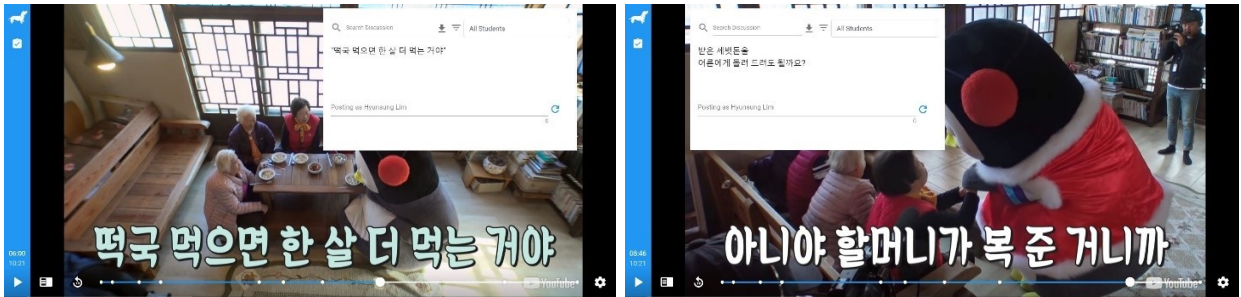 Search Discussion
All Students
"떡국 먹으면 한 살 더 먹는 거야"
Posting as Hyunsung Lim
0
떡국 먹으면 한 살 더 먹는 거야
06:00
10:21
YouTube
Search Discussion
All Students
받은 세뱃돈을
어른에게 돌려 드려도 될까요?
Posting as Hyunsung Lim
0
아니야 할머니가 복 준 거니까
08:46
10:21
YouTube